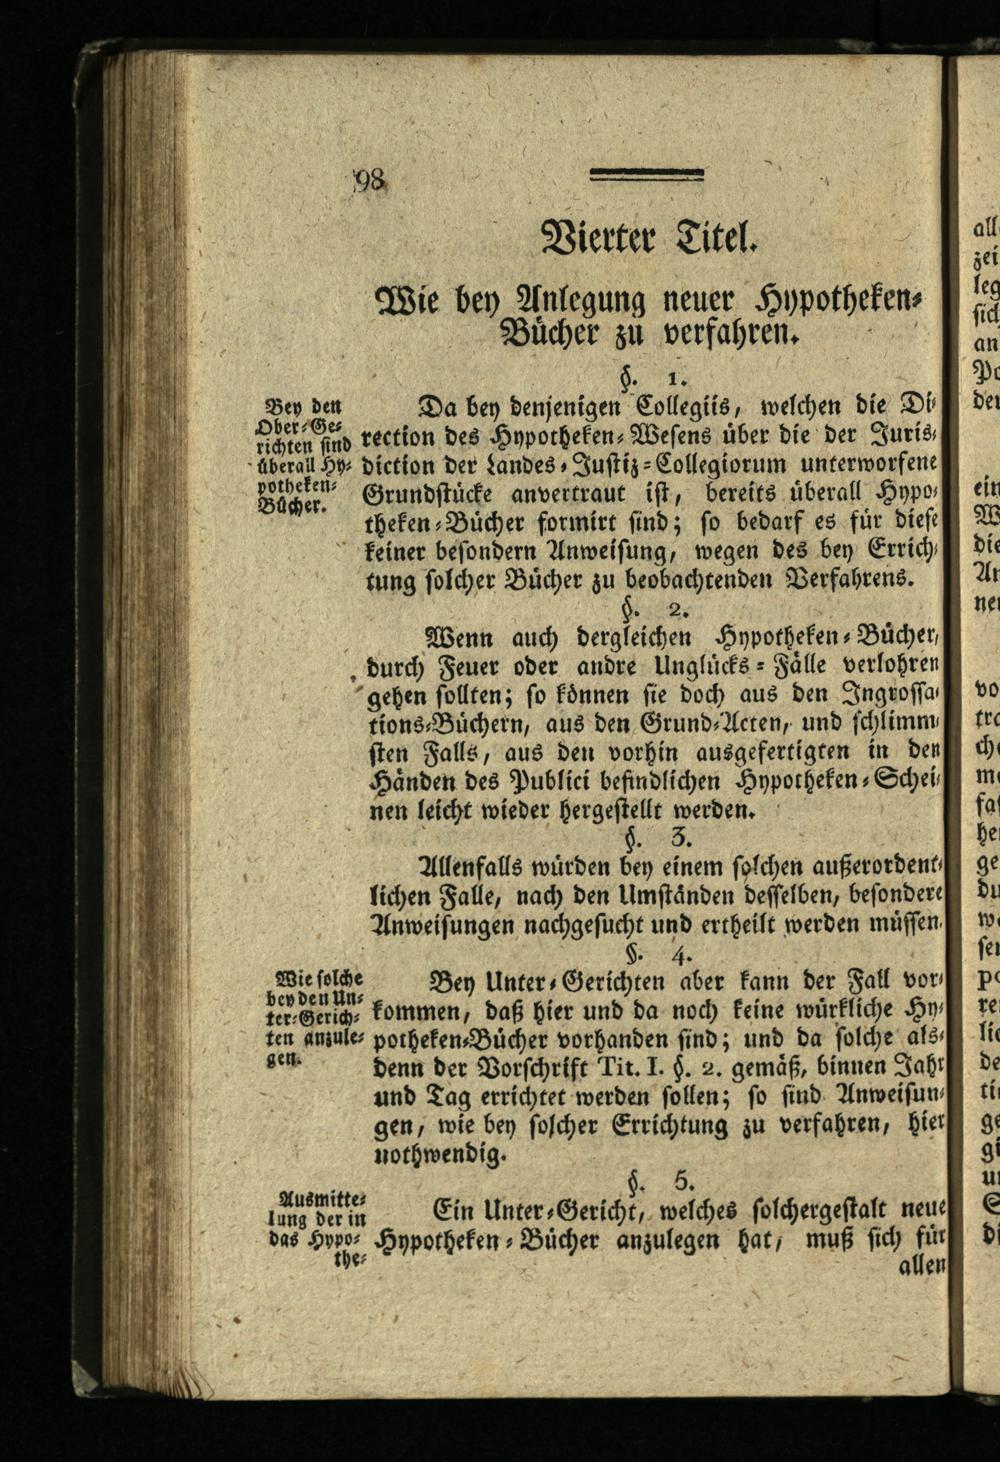 98
Vierter Titel.
Wie bey Anlegung neuer Hypotheken-
Bücher zu verfahren.
§. 1.
Bey den
Ober-Ge-
richten sind
überall Hy-
potheken-
Bücher.
Da bey denjenigen Collegiis, welchen die Di-
rection des Hypotheken-Wesens über die der Juris-
diction der Landes-Justiz-Collegiorum unterworfene
Grundstücke anvertraut ist, bereits überall Hypo-
theken-Bücher formirt sind; so bedarf es für diese
keiner besondern Anweisung, wegen des bey Errich-
tung solcher Bücher zu beobachtenden Verfahrens.
§. 2.
Wenn auch dergleichen Hypotheken-Bücher,
durch Feuer oder andre Unglücks-Fälle verlohren
gehen sollten; so können sie doch aus den Ingrossa-
tions-Büchern, aus den Grund-Acten, und schlimm-
sten Falls, aus den vorhin ausgefertigten in den
Händen des Publici befindlichen Hypotheken-Schei-
nen leicht wieder hergestellt werden.
§. 3.
Allenfalls würden bey einem solchen außerordent-
lichen Falle, nach den Umständen desselben, besondere
Anweisungen nachgesucht und ertheilt werden müssen.
§. 4.
Wie solche
bey den Un-
ter-Gerich-
ten anzule-
gen.
Bey Unter-Gerichten aber kann der Fall vor-
kommen, daß hier und da noch keine würkliche Hy-
potheken-Bücher vorhanden sind; und da solche als-
denn der Vorschrift Tit. I. §. 2. gemäß, binnen Jahr
und Tag errichtet werden sollen; so sind Anweisun-
gen, wie bey solcher Errichtung zu verfahren, hier
nothwendig.
§. 5.
Ausmitte-
lung der in
das Hypo-
the-
Ein Unter-Gericht, welches solchergestalt neue
Hypotheken-Bücher anzulegen hat, muß sich für
allen